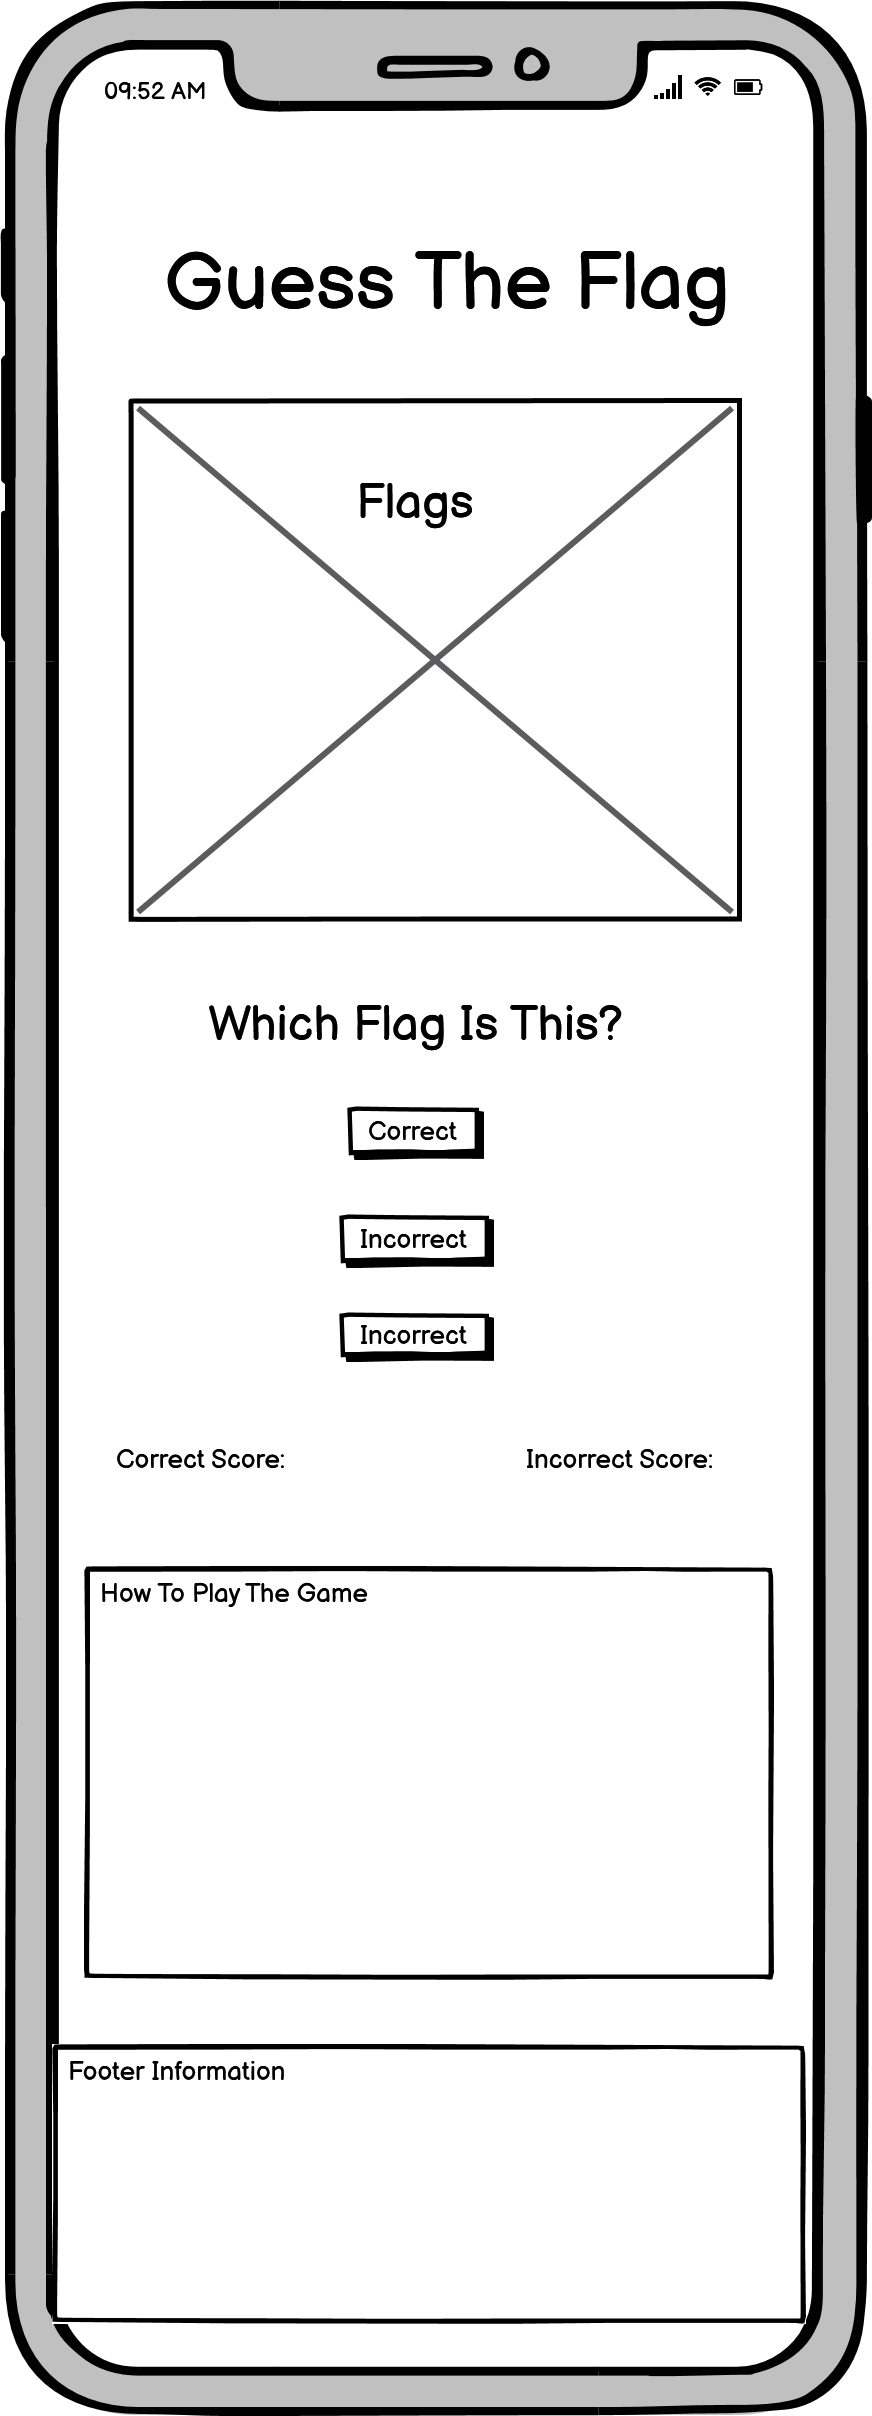 09:52 AM
Guess The Flag
Flags
Which Flag Is This?
Correct
Incorrect
Incorrect
Correct Score:
Incorrect Score:
How To Play The Game
Footer Information